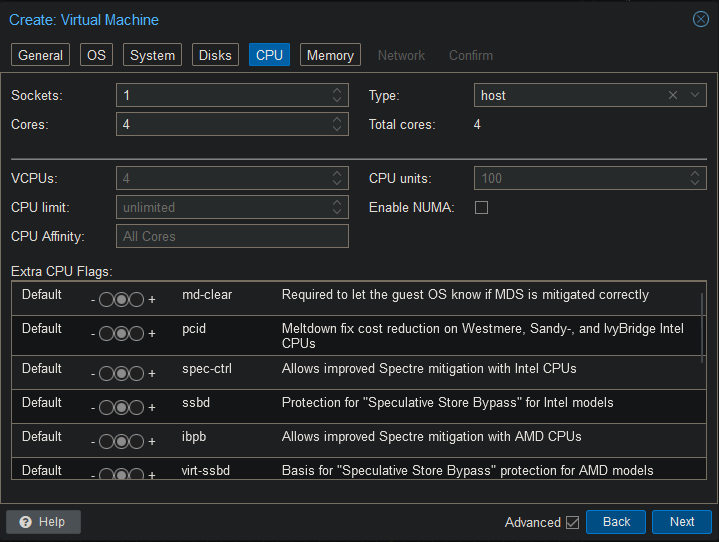 Create: Virtual Machine
General OS System Disks CPU Memory Network Confirm
Sockets: 1 Type: host
Cores: 4 Total cores: 4
VCPUs: 4 CPU units: 100
CPU limit: unlimited Enable NUMA:
CPU Affinity: All Cores
Extra CPU Flags:
Default - + md-clear Required to let the guest OS know if MDS is mitigated correctly
Default - + pcid Meltdown fix cost reduction on Westmere, Sandy-, and IvyBridge Intel
CPUs
Default - + spec-ctrl Allows improved Spectre mitigation with Intel CPUs
Default - + ssbd Protection for "Speculative Store Bypass" for Intel models
Default - + ibpb Allows improved Spectre mitigation with AMD CPUs
Default - + virt-ssbd Basis for "Speculative Store Bypass" protection for AMD models
? Help Advanced Back Next